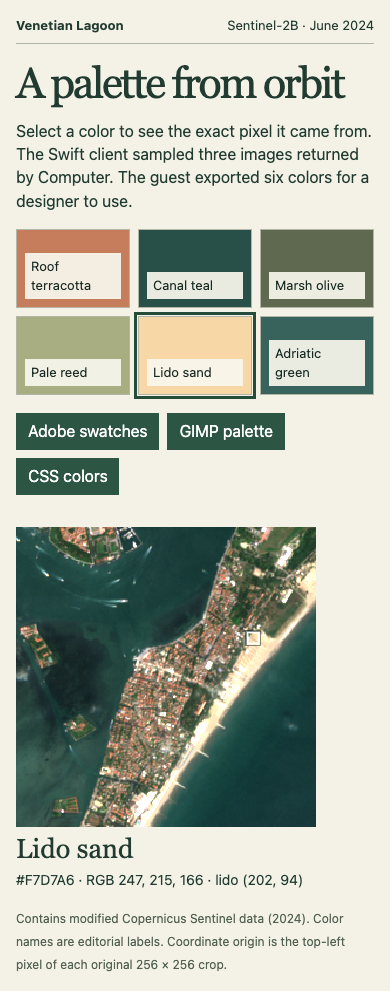 Venetian Lagoon
Sentinel-2B · June 2024
A palette from orbit
Select a color to see the exact pixel it came from.
The Swift client sampled three images returned
by Computer. The guest exported six colors for a
designer to use.
Roof
terracotta
Canal teal
Marsh olive
Pale reed
Lido sand
Adriatic
green
Adobe swatches
GIMP palette
CSS colors
Lido sand
#F7D7A6 · RGB 247, 215, 166 · lido (202, 94)
Contains modified Copernicus Sentinel data (2024). Color
names are editorial labels. Coordinate origin is the top-left
pixel of each original 256 × 256 crop.